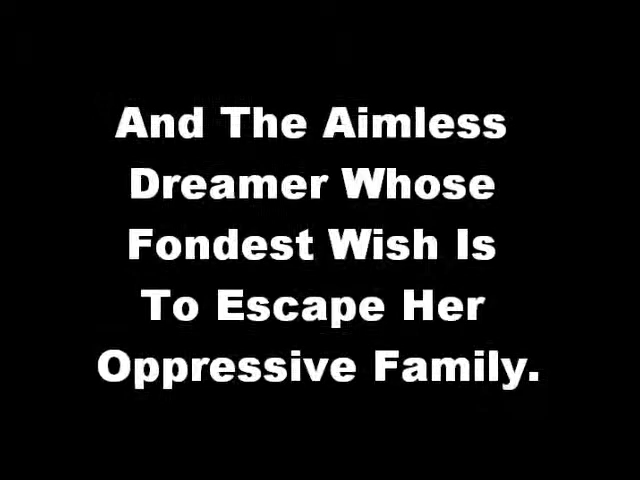 And The Aimless
Dreamer Whose
Fondest Wish Is
To Escape Her
Oppressive Family.